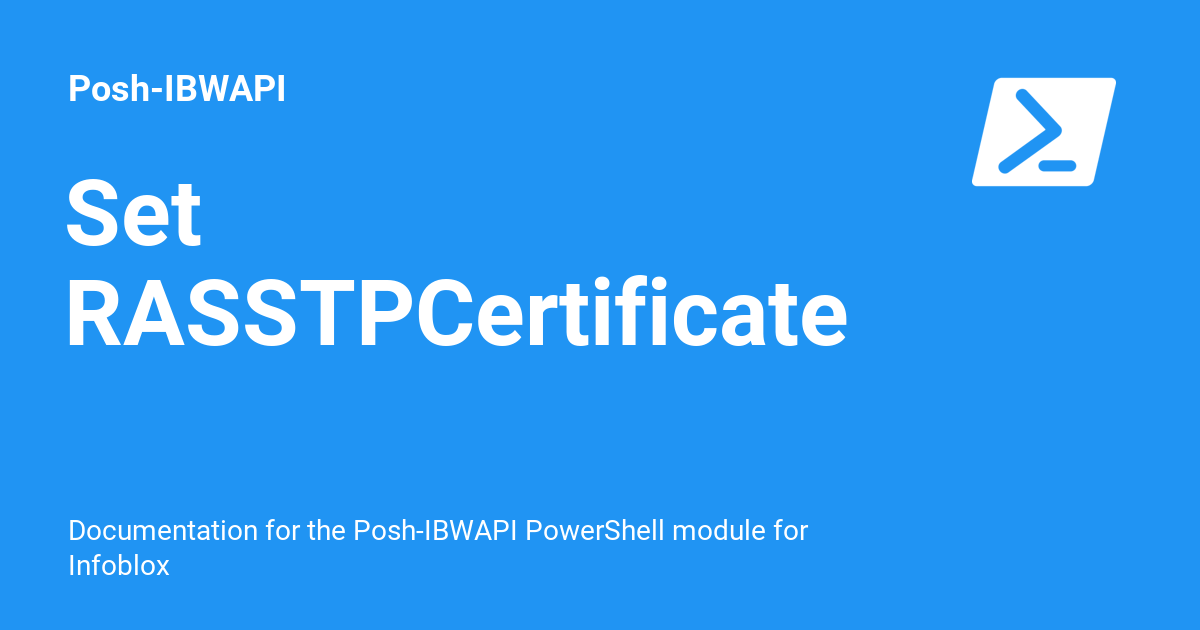 Posh-IBWAPI
Set
RASSTPCertificate
Documentation for the Posh-IBWAPI PowerShell module for
Infoblox